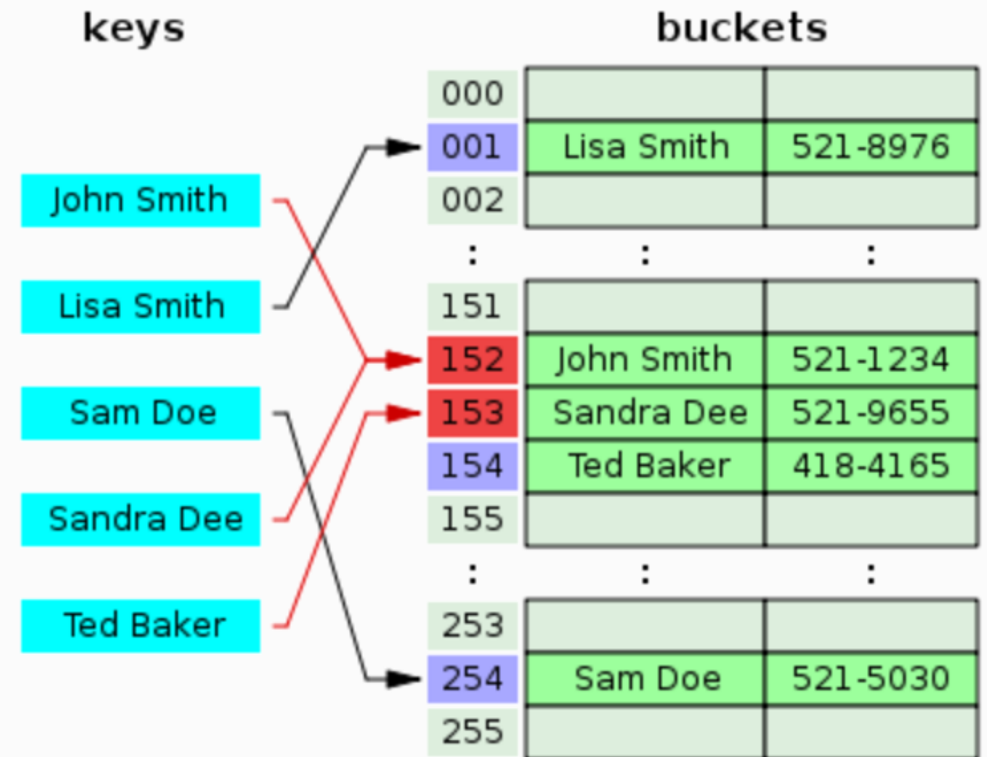 keys
buckets
000
001 Lisa Smith 521-8976
John Smith
002
: : :
Lisa Smith
151
152 John Smith 521-1234
Sam Doe
153 Sandra Dee 521-9655
154 Ted Baker 418-4165
Sandra Dee
155
: : :
Ted Baker
253
254 Sam Doe 521-5030
255